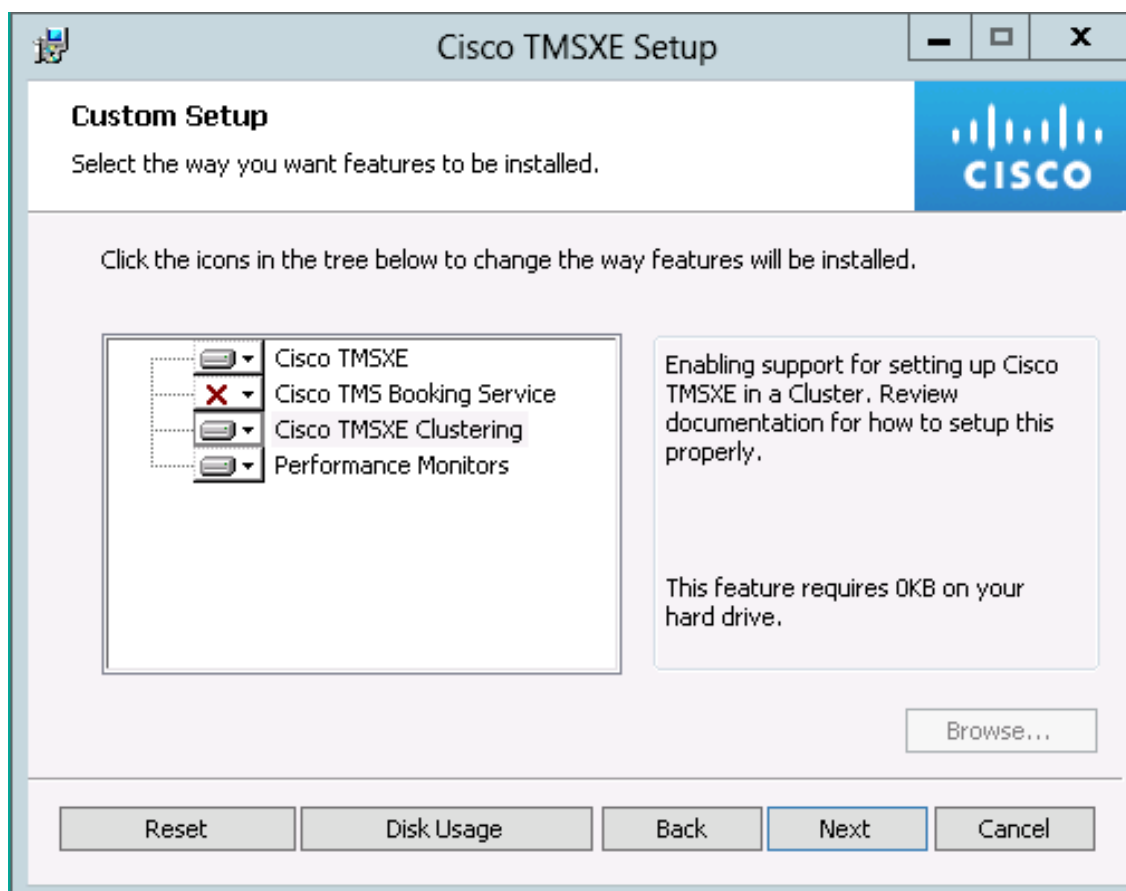 Cisco TMSXE Setup
Custom Setup
Select the way you want features to be installed.
CISCO
Click the icons in the tree below to change the way features will be installed.
Cisco TMSXE
Cisco TMS Booking Service
Cisco TMSXE Clustering
Performance Monitors
Enabling support for setting up Cisco
TMSXE in a Cluster. Review
documentation for how to setup this
properly.
This feature requires 0KB on your
hard drive.
Browse...
Reset
Disk Usage
Back
Next
Cancel